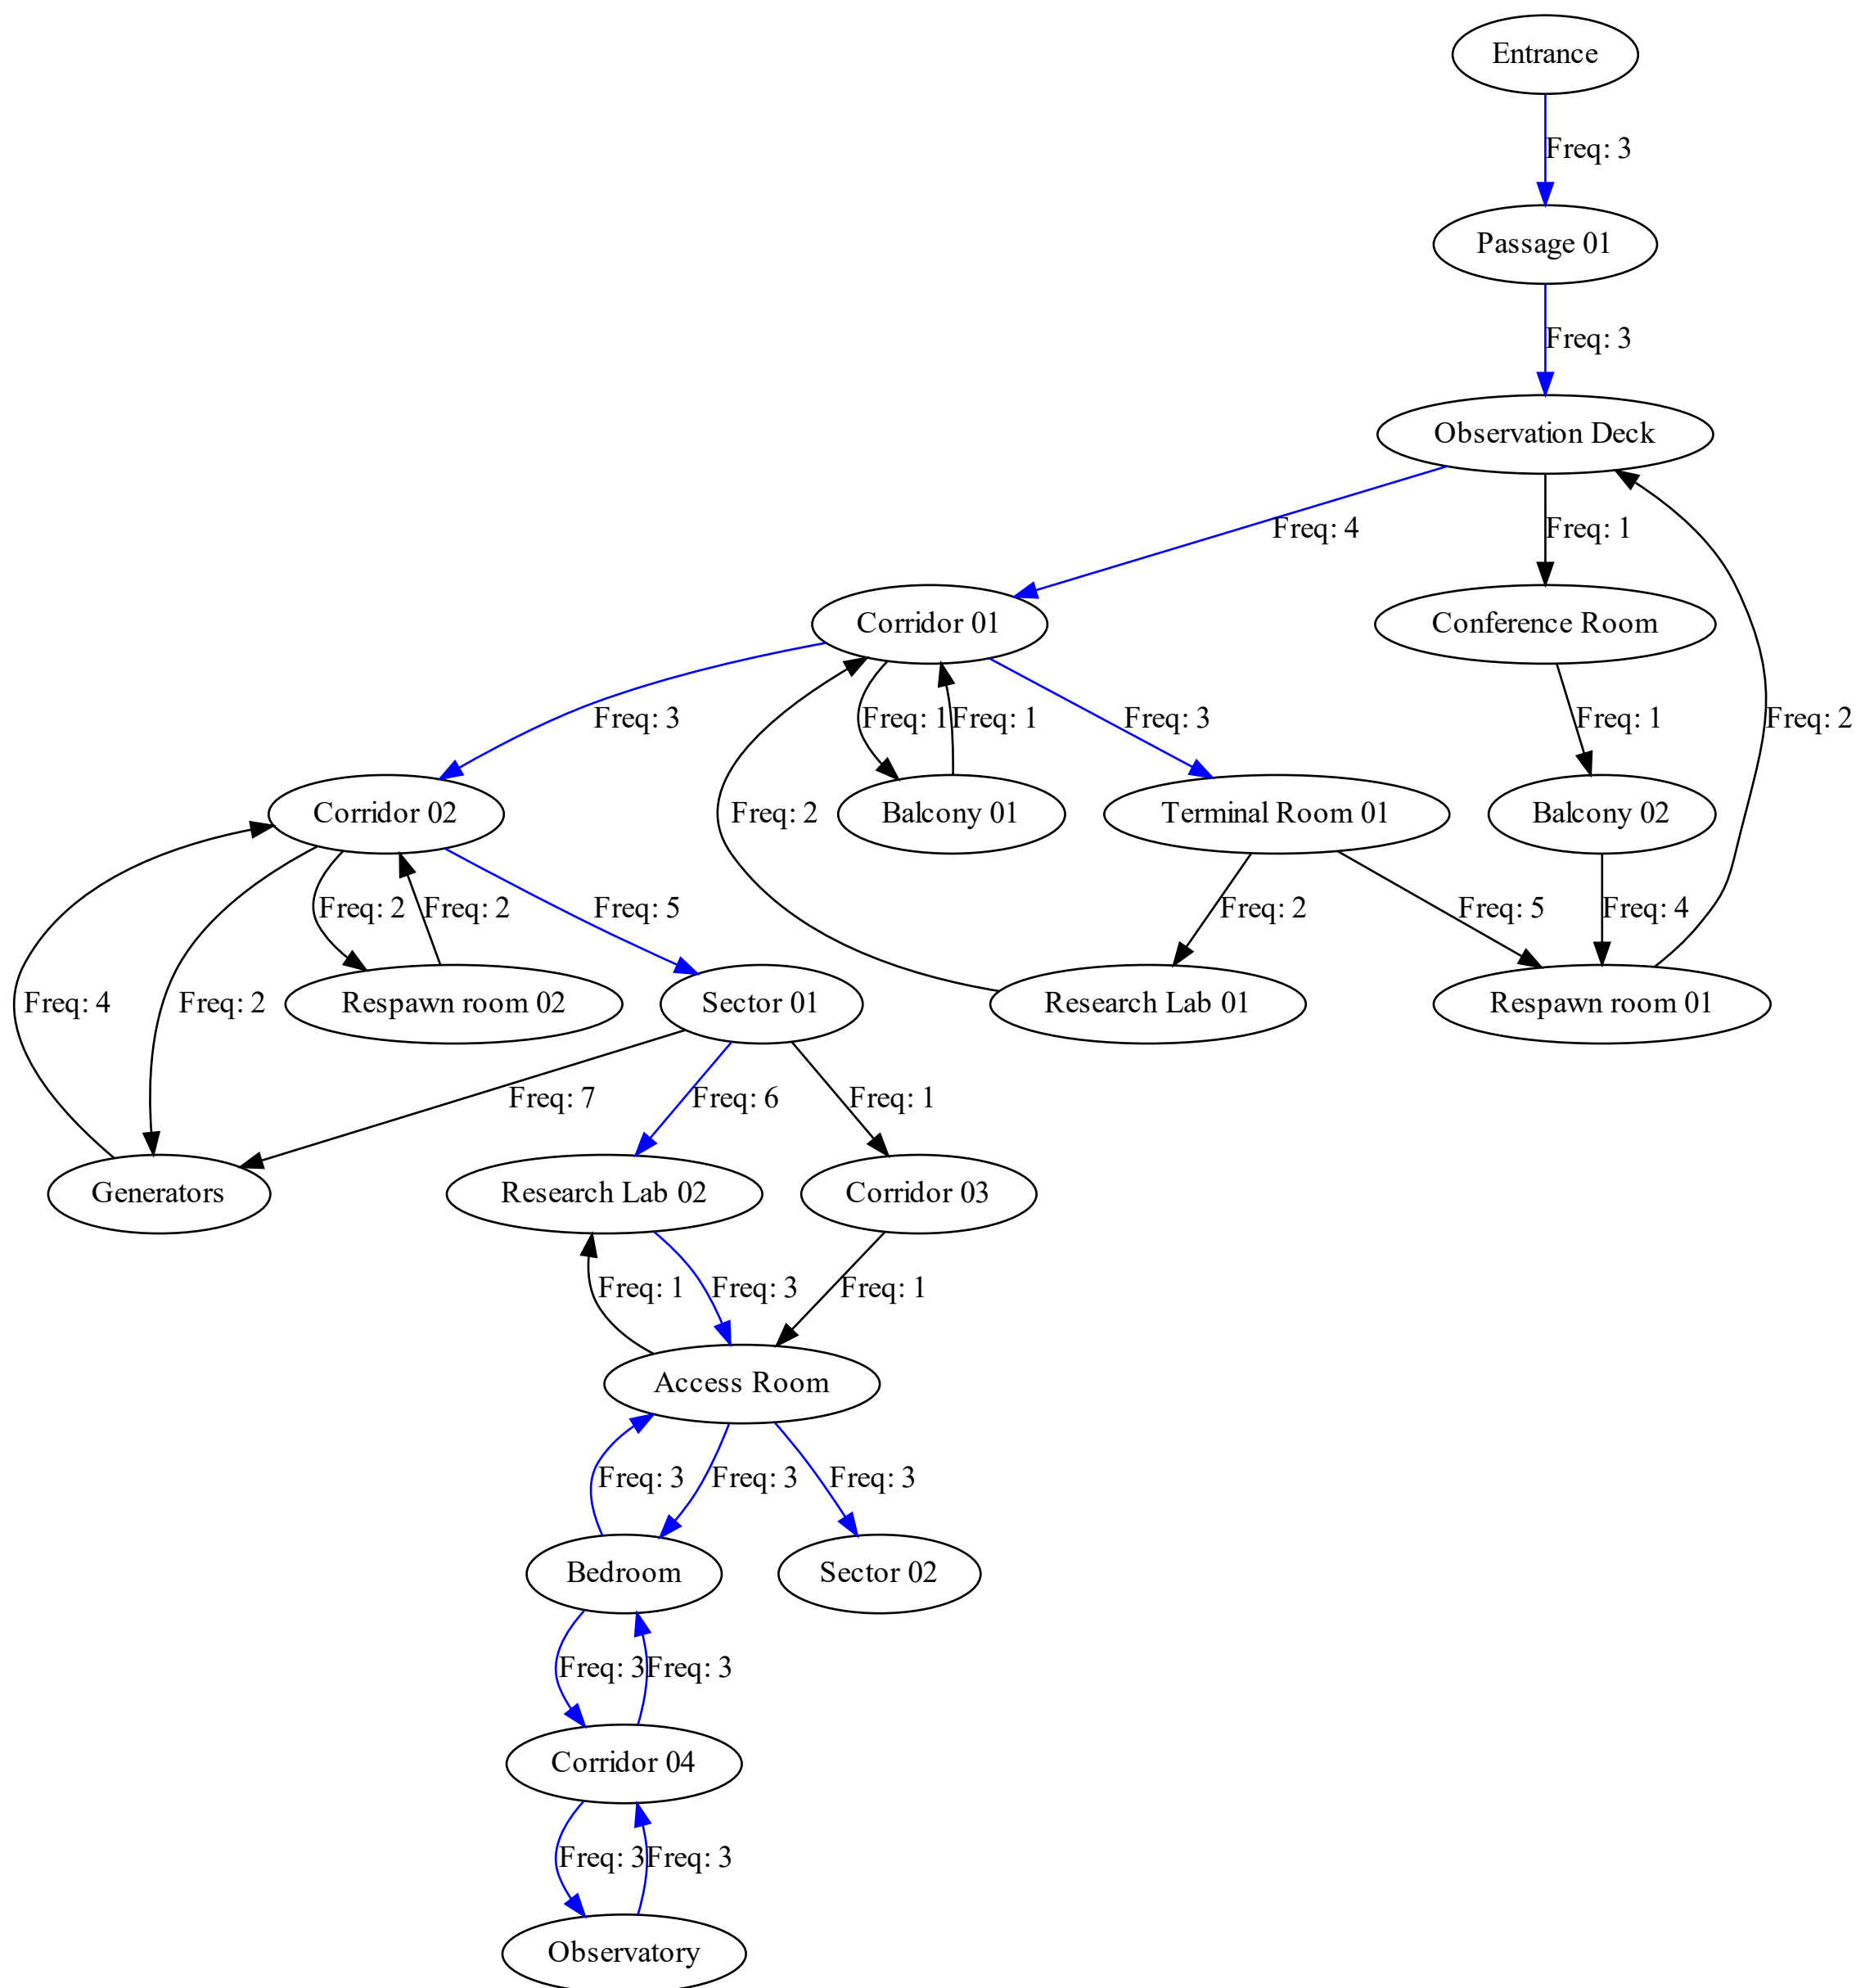 Entrance
Freq: 3
Passage 01
Freq: 3
Observation Deck
Freq: 4
Freq: 1
Corridor 01
Conference Room
Freq: 3
Freq: 1
Freq: 1
Freq: 3
Freq: 1
Freq: 2
Corridor 02
Freq: 2
Balcony 01
Terminal Room 01
Balcony 02
Freq: 2
Freq: 2
Freq: 5
Freq: 2
Freq: 5
Freq: 4
Freq: 4
Freq: 2
Respawn room 02
Sector 01
Research Lab 01
Respawn room 01
Freq: 7
Freq: 6
Freq: 1
Generators
Research Lab 02
Corridor 03
Freq: 1
Freq: 3
Freq: 1
Access Room
Freq: 3
Freq: 3
Freq: 3
Bedroom
Sector 02
Freq: 3
Freq: 3
Corridor 04
Freq: 3
Freq: 3
Observatory